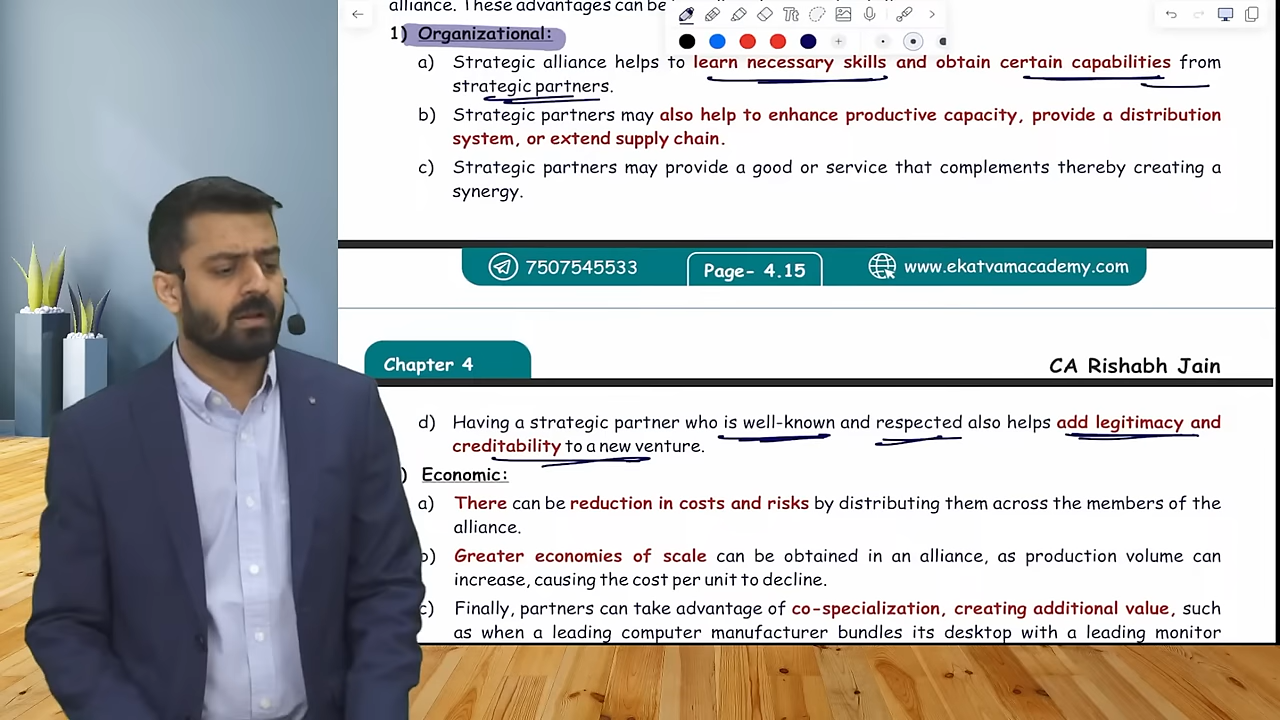 alliance. These advantages can be
1) Organizational:
a) Strategic alliance helps to learn necessary skills and obtain certain capabilities from
strategic partners.
b) Strategic partners may also help to enhance productive capacity, provide a distribution
system, or extend supply chain.
c) Strategic partners may provide a good or service that complements thereby creating a
synergy.
7507545533
Page- 4.15
www.ekatvamacademy.com
Chapter 4
CA Rishabh Jain
d) Having a strategic partner who is well-known and respected also helps add legitimacy and
creditability to a new venture.
) Economic:
a) There can be reduction in costs and risks by distributing them across the members of the
alliance.
b) Greater economies of scale can be obtained in an alliance, as production volume can
increase, causing the cost per unit to decline.
c) Finally, partners can take advantage of co-specialization, creating additional value, such
as when a leading computer manufacturer bundles its desktop with a leading monitor